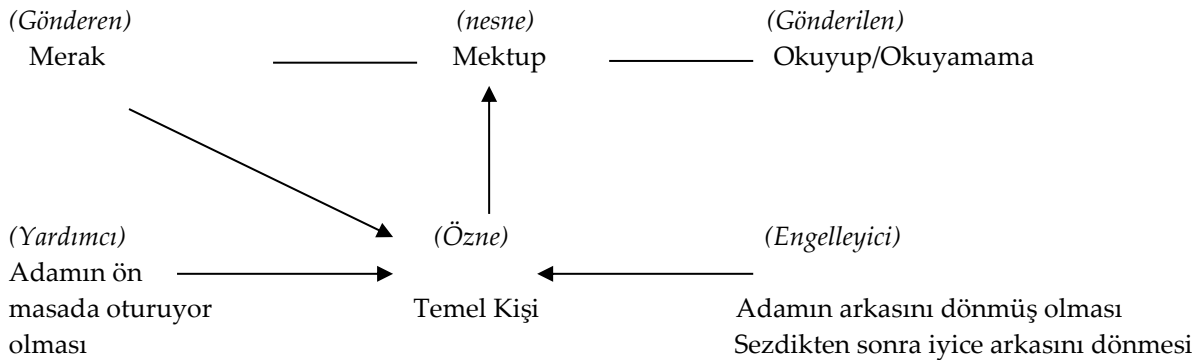 (Gönderen) (nesne) (Gönderilen)
Merak Mektup Okuyup/Okuyamama
(Yardımcı) (Özne) (Engelleyici)
Adamın ön
masada oturuyor Temel Kişi Adamın arkasını dönmüş olması
olması Sezdikten sonra iyice arkasını dönmesi